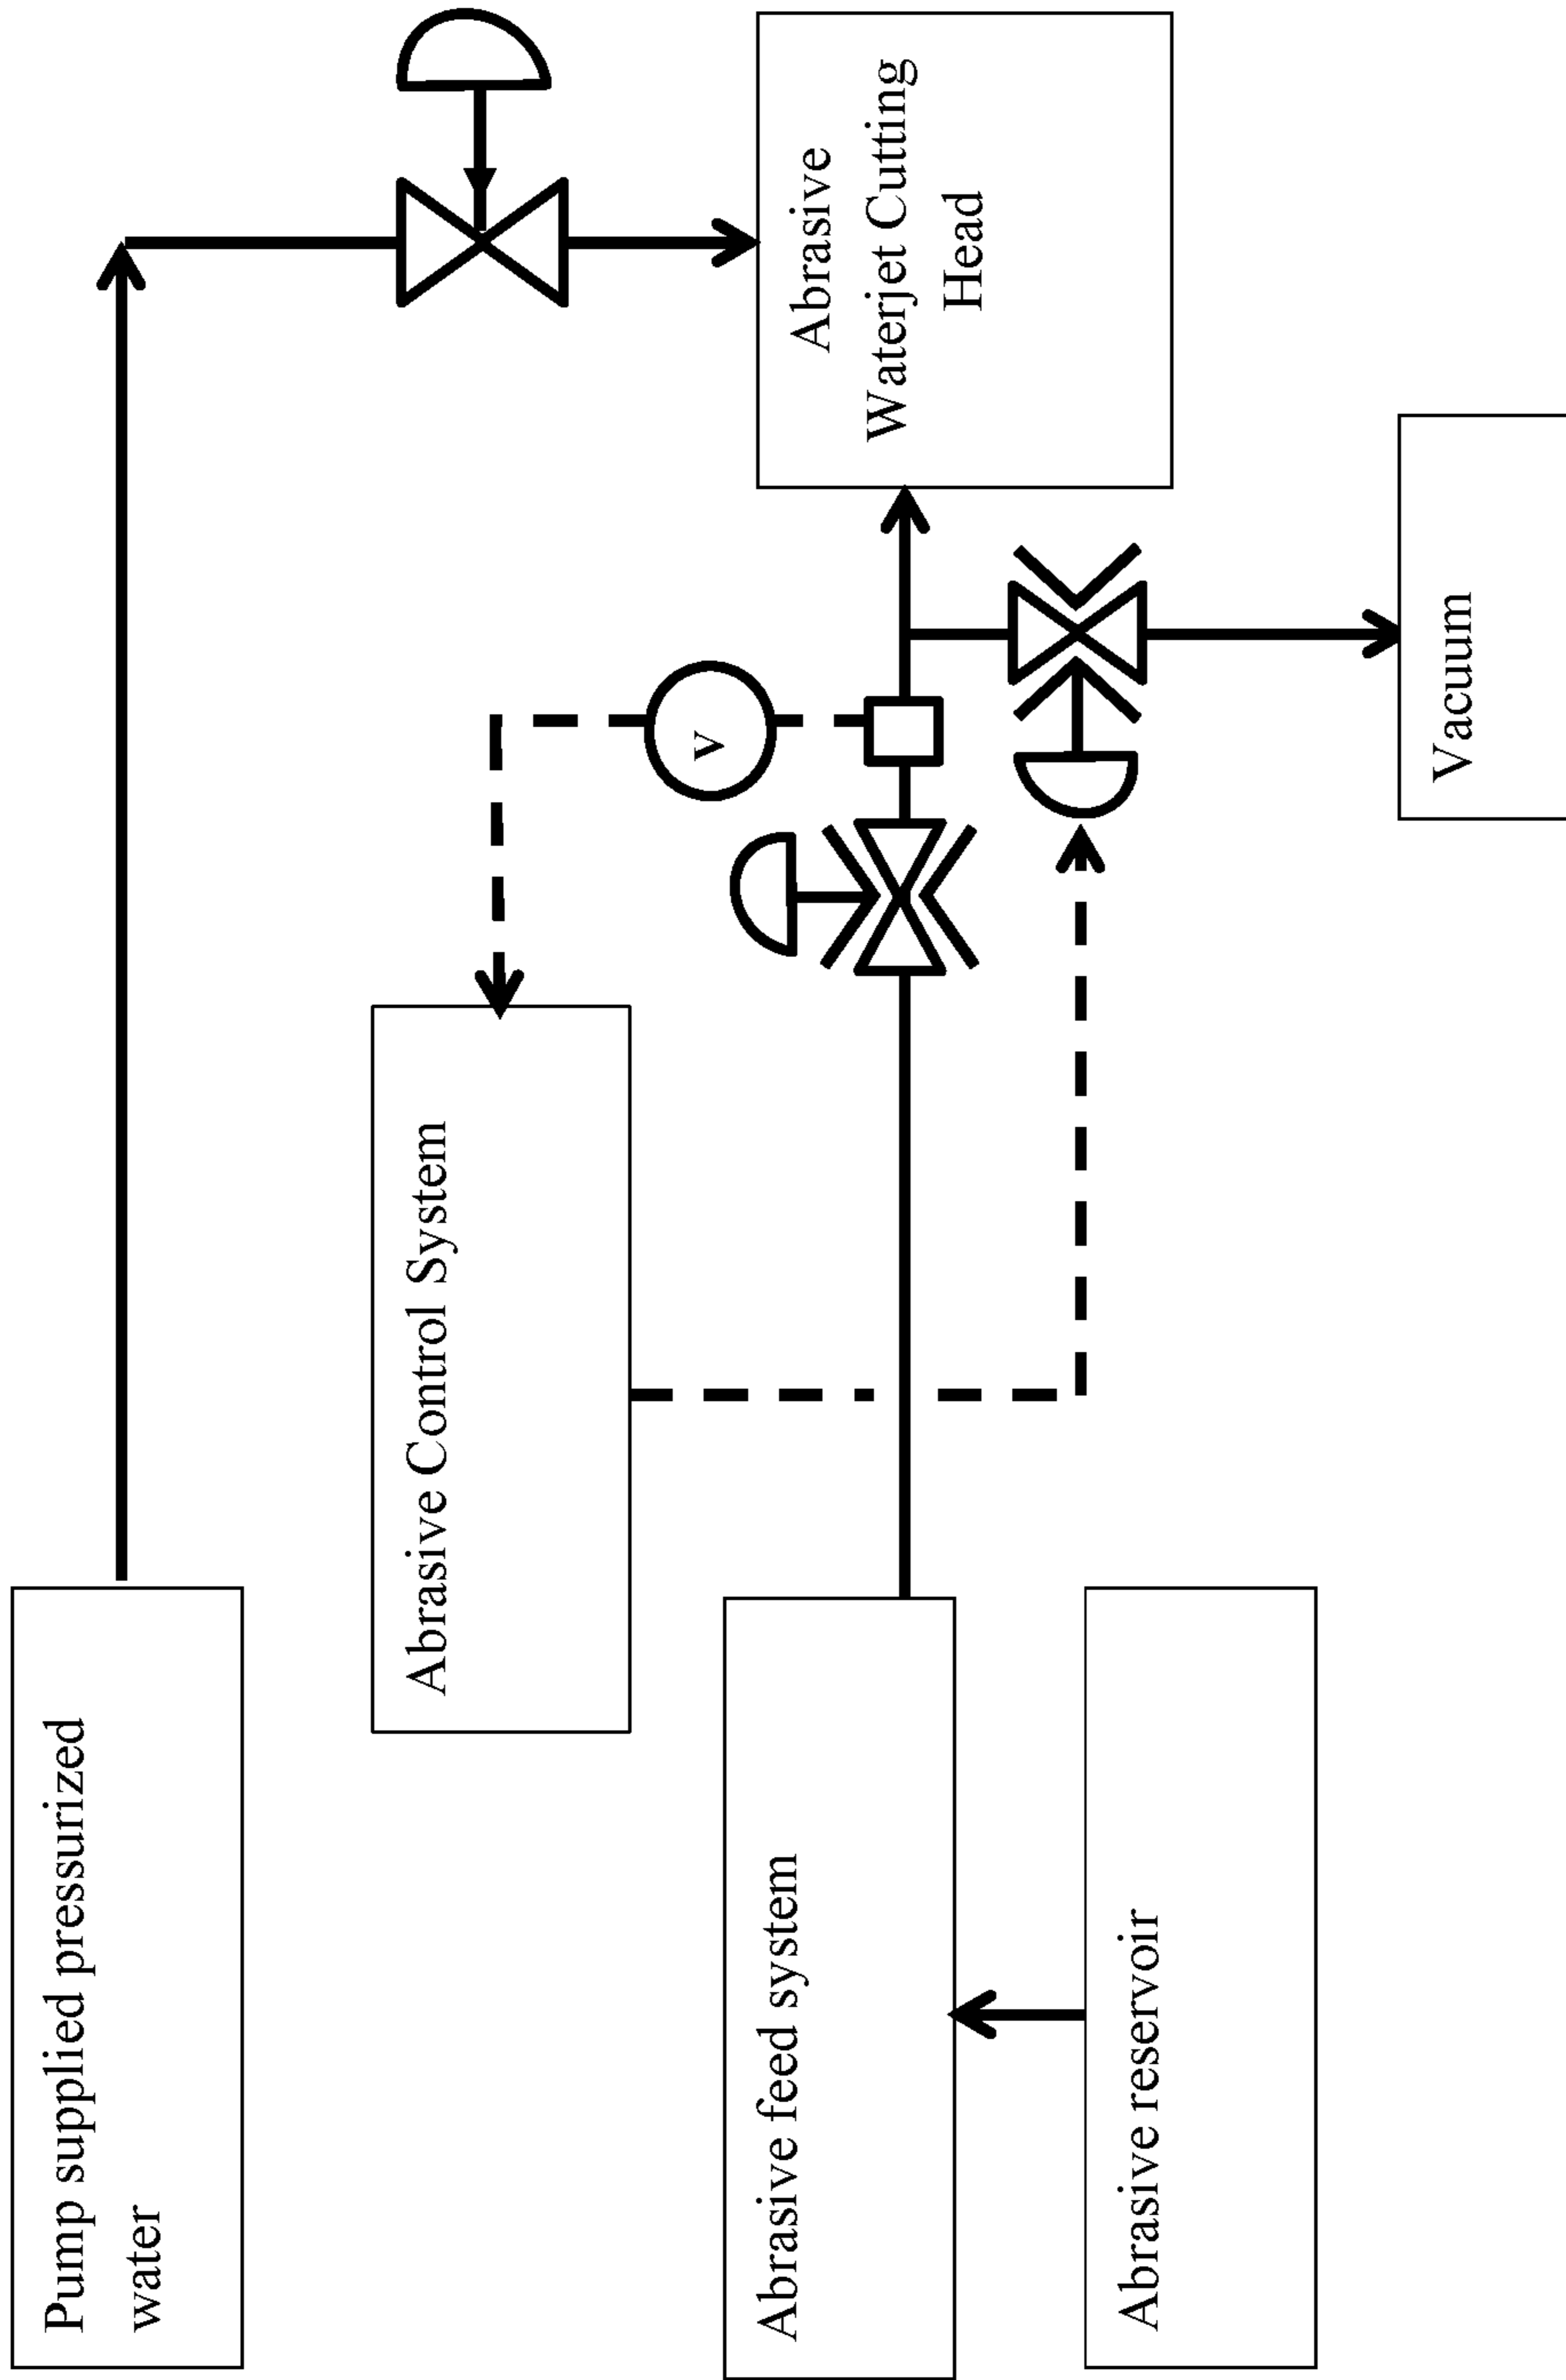 Pump supplied pressurized
water
Abrasive Control System
v
Abrasive feed system
Abrasive
Waterjet Cutting
Head
Abrasive reservoir
Vacuum